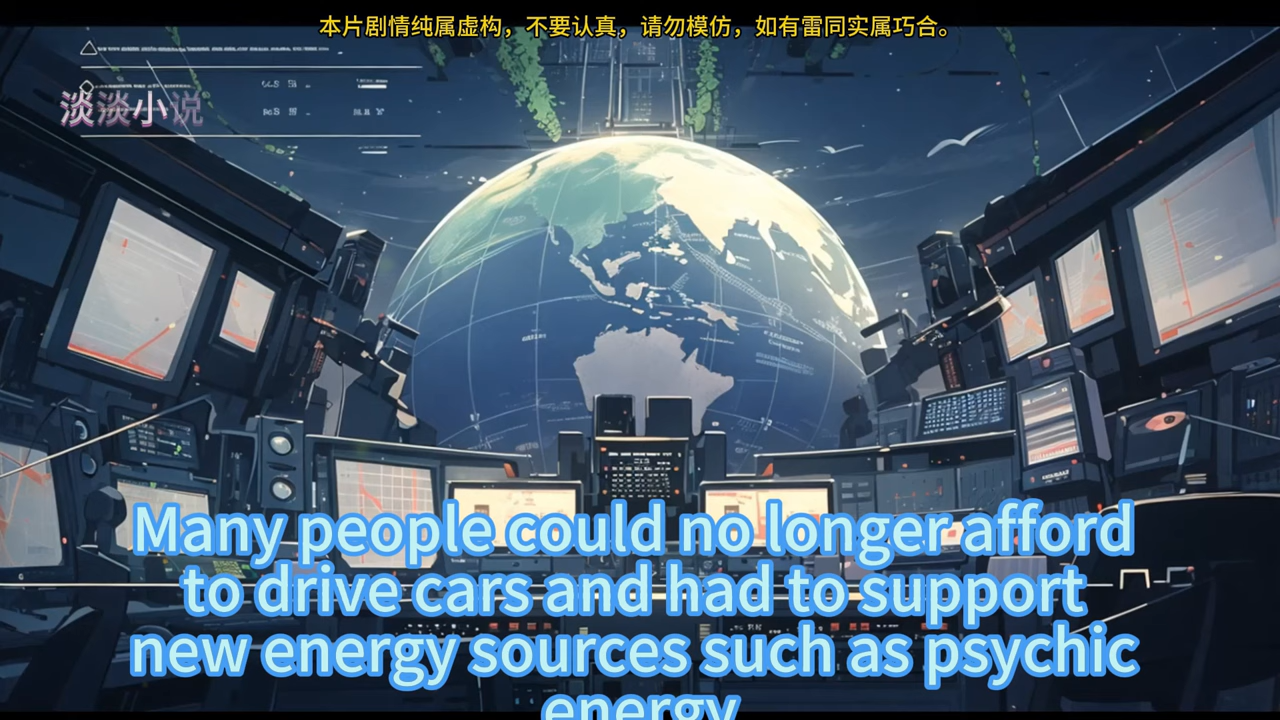 本片剧情纯属虚构，不要认真，请勿模仿，如有雷同实属巧合。
淡淡小说
Many people could no longer afford
to drive cars and had to support
new energy sources such as psychic
energy